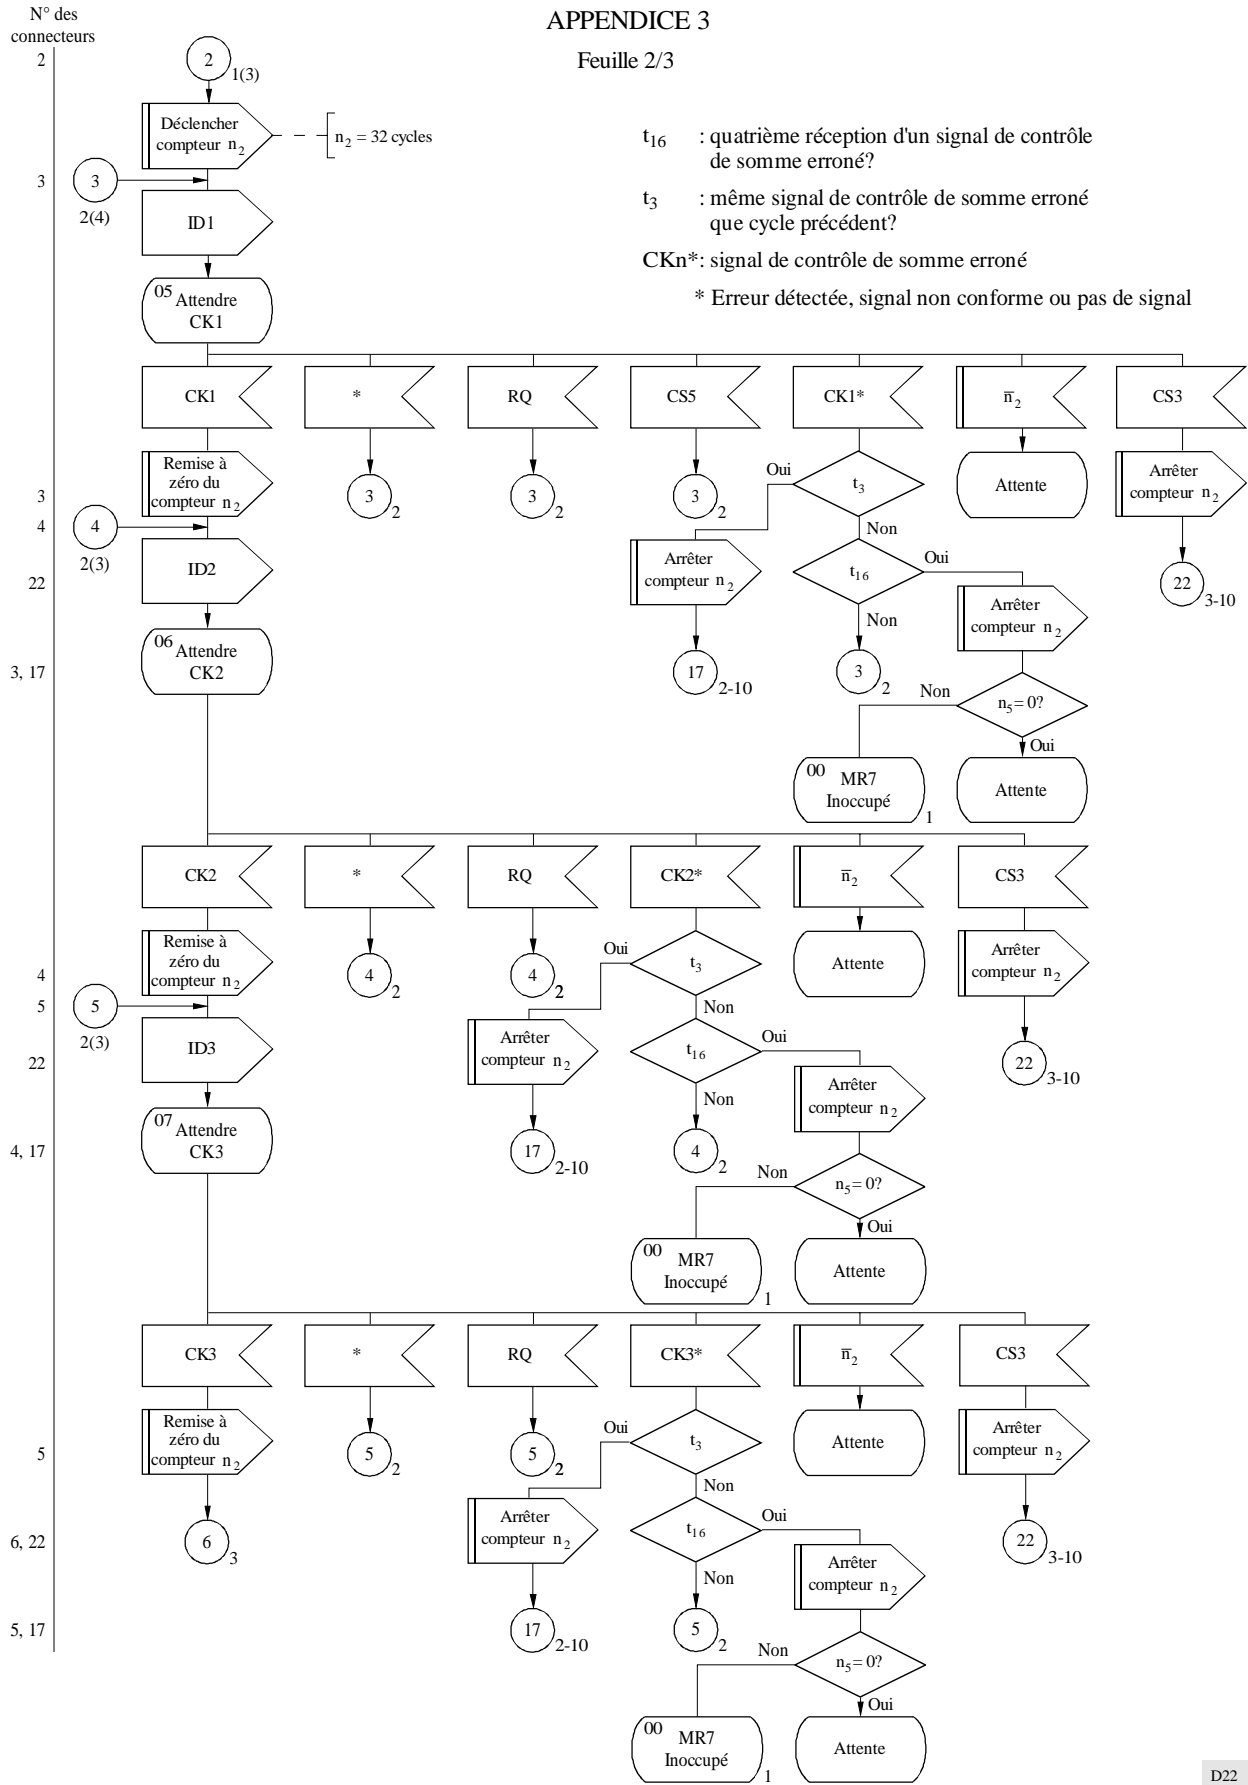 N° des
connecteurs
APPENDICE 3
Feuille 2/3
2
2
1(3)
Déclencher
compteur n2
n2 = 32 cycles
t16 : quatrième réception d'un signal de contrôle
de somme erroné?
t3 : même signal de contrôle de somme erroné
que cycle précédent?
CKn*: signal de contrôle de somme erroné
* Erreur détectée, signal non conforme ou pas de signal
3
3
2(4)
ID1
05 Attendre
CK1
CK1
*
RQ
CS5
CK1*
n̅2
CS3
Remise à
zéro du
compteur n2
3
3
2
3
2
3
2
Oui
t3
Non
Attente
Arrêter
compteur n2
4
4
2(3)
ID2
Arrêter
compteur n2
t16
Oui
Non
22
22
3-10
Arrêter
compteur n2
06 Attendre
CK2
3, 17
17
2-10
3
2
Non
n5 = 0?
Oui
00 MR7
Inoccupé
1
Attente
CK2
*
RQ
CK2*
n̅2
CS3
Remise à
zéro du
compteur n2
4
4
2
4
2
Oui
t3
Non
Attente
Arrêter
compteur n2
5
5
2(3)
ID3
Arrêter
compteur n2
t16
Oui
Non
22
22
3-10
Arrêter
compteur n2
07 Attendre
CK3
4, 17
17
2-10
4
2
Non
n5 = 0?
Oui
00 MR7
Inoccupé
1
Attente
CK3
*
RQ
CK3*
n̅2
CS3
Remise à
zéro du
compteur n2
5
5
2
5
2
Oui
t3
Non
Attente
Arrêter
compteur n2
6, 22
6
3
Arrêter
compteur n2
t16
Oui
Non
22
3-10
Arrêter
compteur n2
5, 17
17
2-10
5
2
Non
n5 = 0?
Oui
00 MR7
Inoccupé
1
Attente
D22